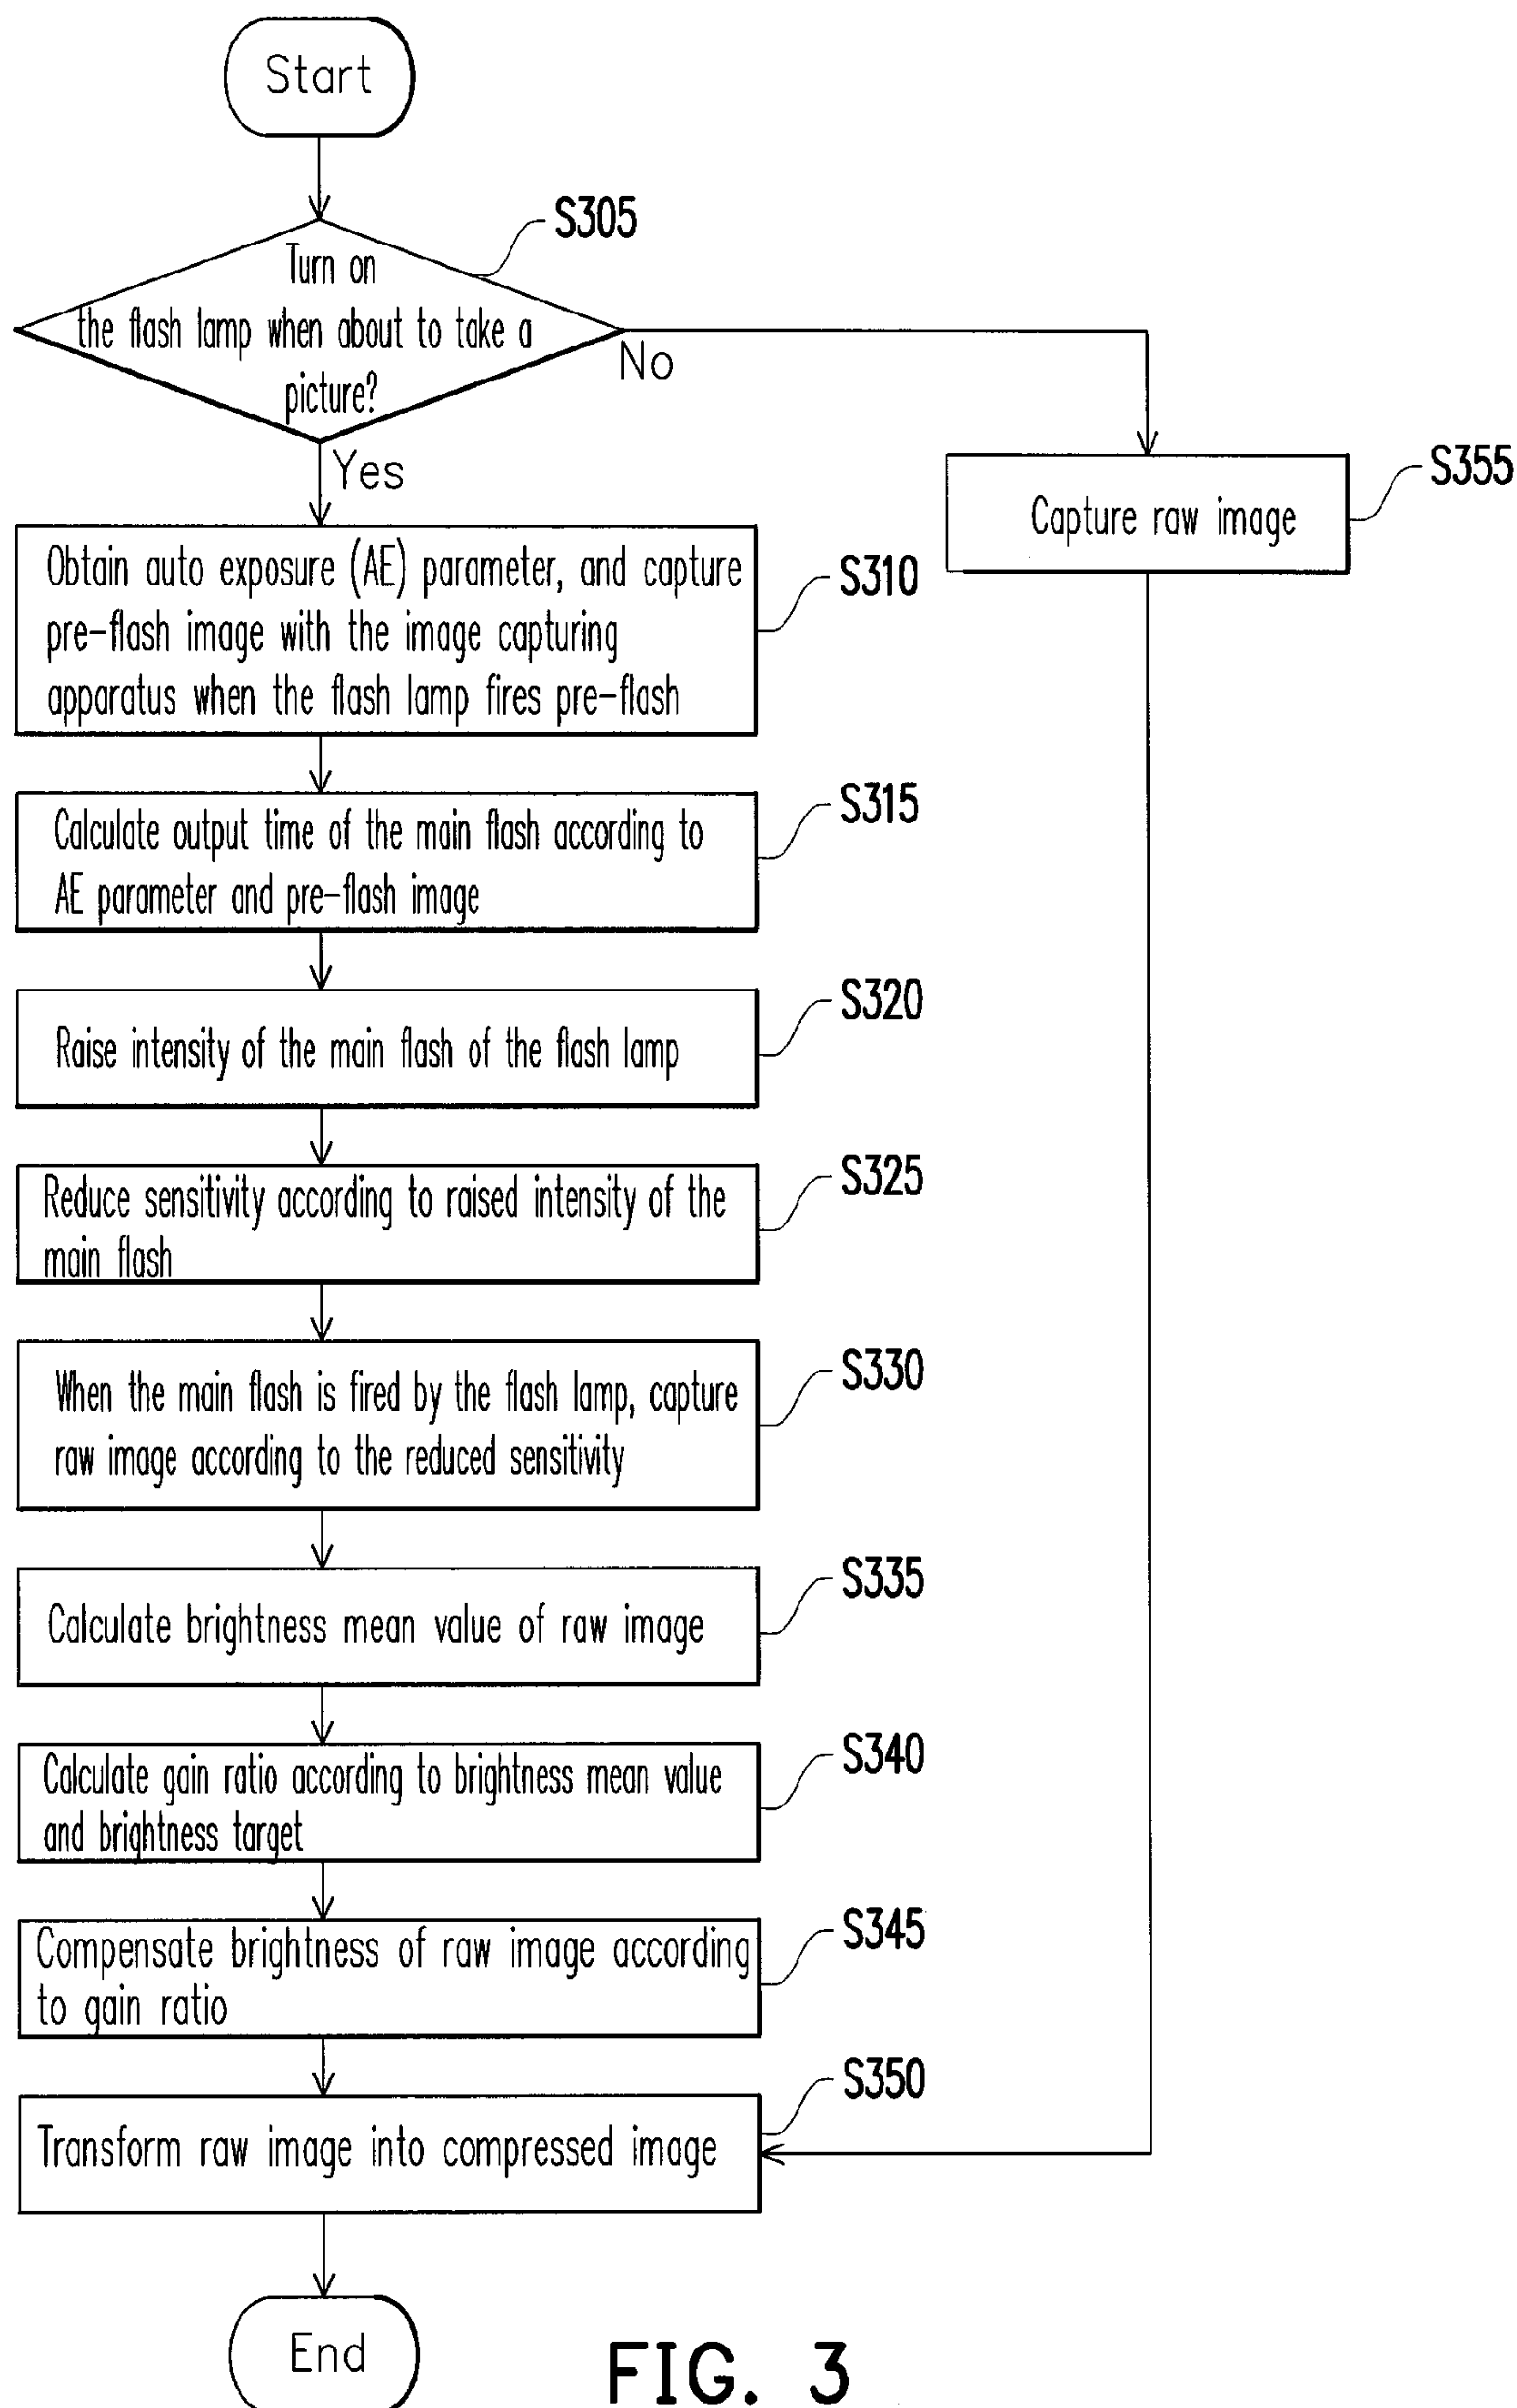 Start
S305
Turn on
the flash lamp when about to take a
picture?
No
Yes
S355
Capture raw image
Obtain auto exposure (AE) parameter, and capture
pre-flash image with the image capturing
apparatus when the flash lamp fires pre-flash
S310
Calculate output time of the main flash according to
AE parameter and pre-flash image
S315
Raise intensity of the main flash of the flash lamp
S320
Reduce sensitivity according to raised intensity of the
main flash
S325
When the main flash is fired by the flash lamp, capture
raw image according to the reduced sensitivity
S330
Calculate brightness mean value of raw image
S335
Calculate gain ratio according to brightness mean value
and brightness target
S340
Compensate brightness of raw image according
to gain ratio
S345
Transform raw image into compressed image
S350
End
FIG. 3